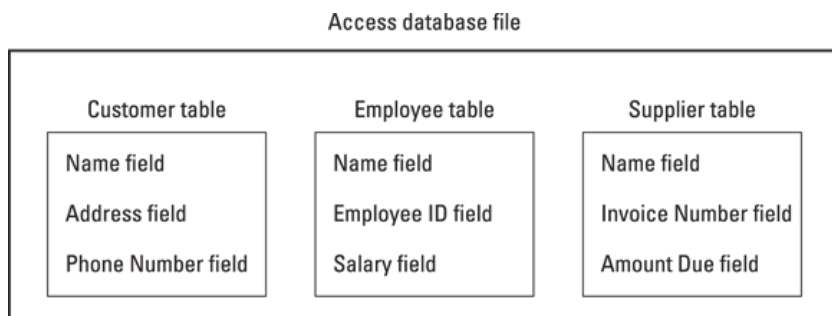 Access database file
Customer table
Name field
Address field
Phone Number field
Employee table
Name field
Employee ID field
Salary field
Supplier table
Name field
Invoice Number field
Amount Due field